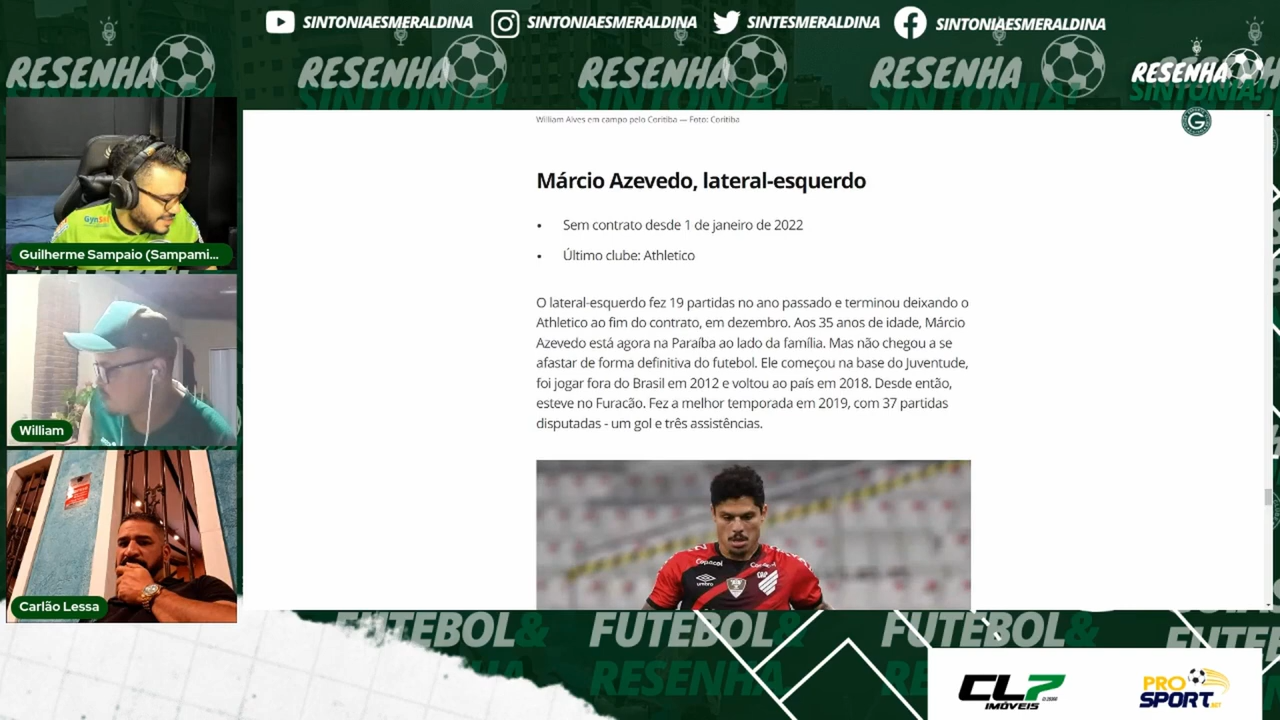 SINTONIAESMERALDINA
SINTONIAESMERALDINA
SINTESMERALDINA
SINTONIAESMERALDINA
RESENHA
RESENHA
RESENHA
RESENHA
RESENHA
SINTONIA!
William Alves em campo pelo Coritiba — Foto: Coritiba
G
Márcio Azevedo, lateral-esquerdo
• Sem contrato desde 1 de janeiro de 2022
• Último clube: Athletico
O lateral-esquerdo fez 19 partidas no ano passado e terminou deixando o
Athletico ao fim do contrato, em dezembro. Aos 35 anos de idade, Márcio
Azevedo está agora na Paraíba ao lado da família. Mas não chegou a se
afastar de forma definitiva do futebol. Ele começou na base do Juventude,
foi jogar fora do Brasil em 2012 e voltou ao país em 2018. Desde então,
esteve no Furacão. Fez a melhor temporada em 2019, com 37 partidas
disputadas - um gol e três assistências.
Copacol
umbro
CAP
Guilherme Sampaio (Sampami...
William
Carlão Lessa
FUTEBOL&
FUTEBOL&
FUTEBOL&
RESENHA
CL7
IMÓVEIS
PRO
SPORT